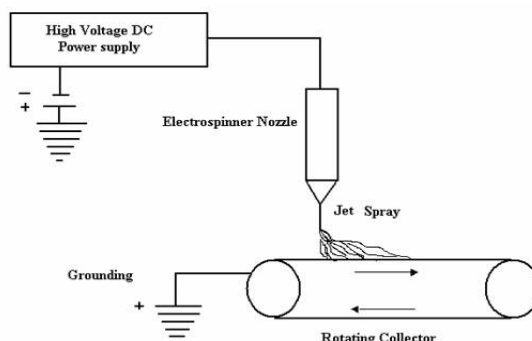 High Voltage DC
Power supply
−
+
Electrospinner Nozzle
Jet Spray
Grounding
+
Rotating Collector